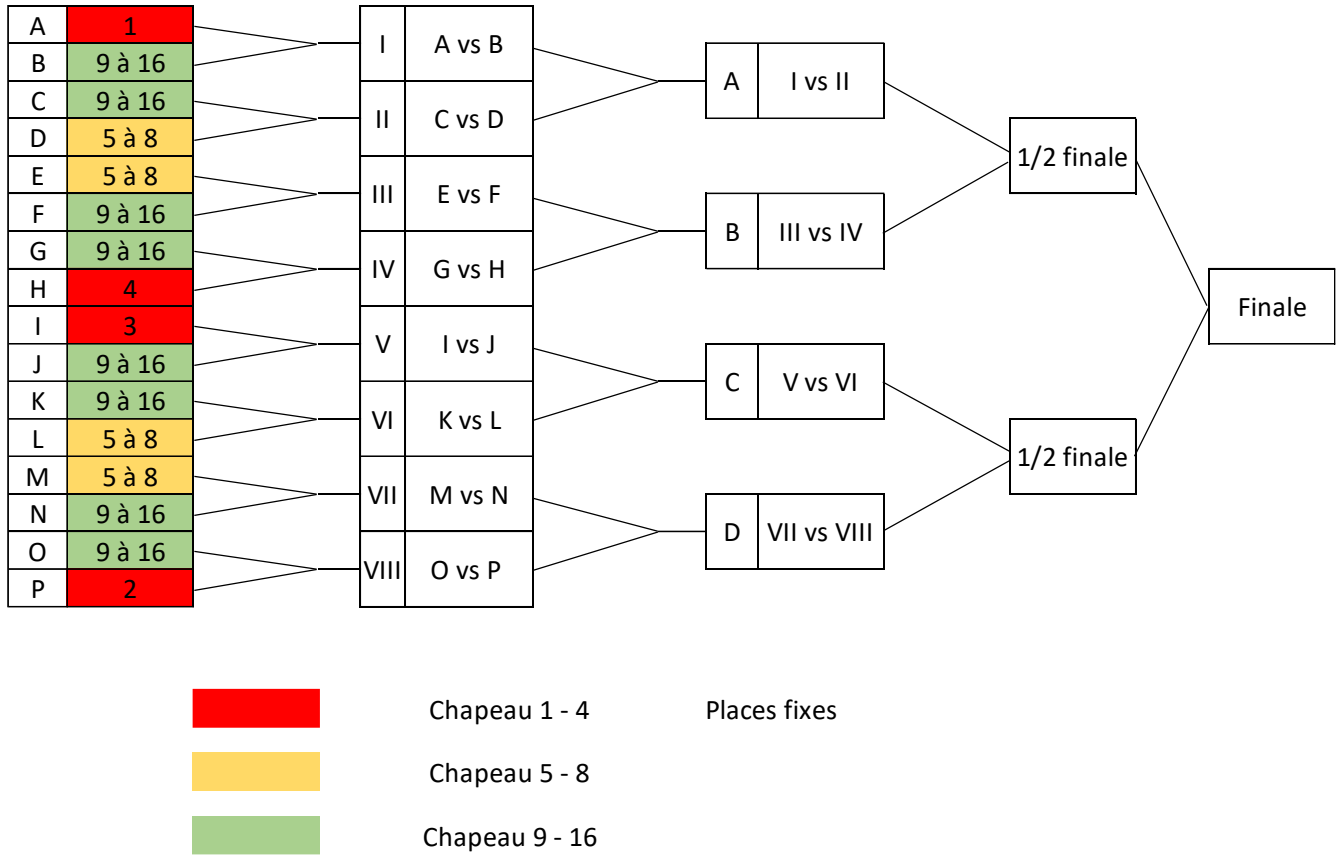 A 1
B 9 à 16
C 9 à 16
D 5 à 8
E 5 à 8
F 9 à 16
G 9 à 16
H 4
I 3
J 9 à 16
K 9 à 16
L 5 à 8
M 5 à 8
N 9 à 16
O 9 à 16
P 2
I A vs B
II C vs D
III E vs F
IV G vs H
V I vs J
VI K vs L
VII M vs N
VIII O vs P
A I vs II
B III vs IV
C V vs VI
D VII vs VIII
1/2 finale
1/2 finale
Finale
Chapeau 1 - 4 Places fixes
Chapeau 5 - 8
Chapeau 9 - 16